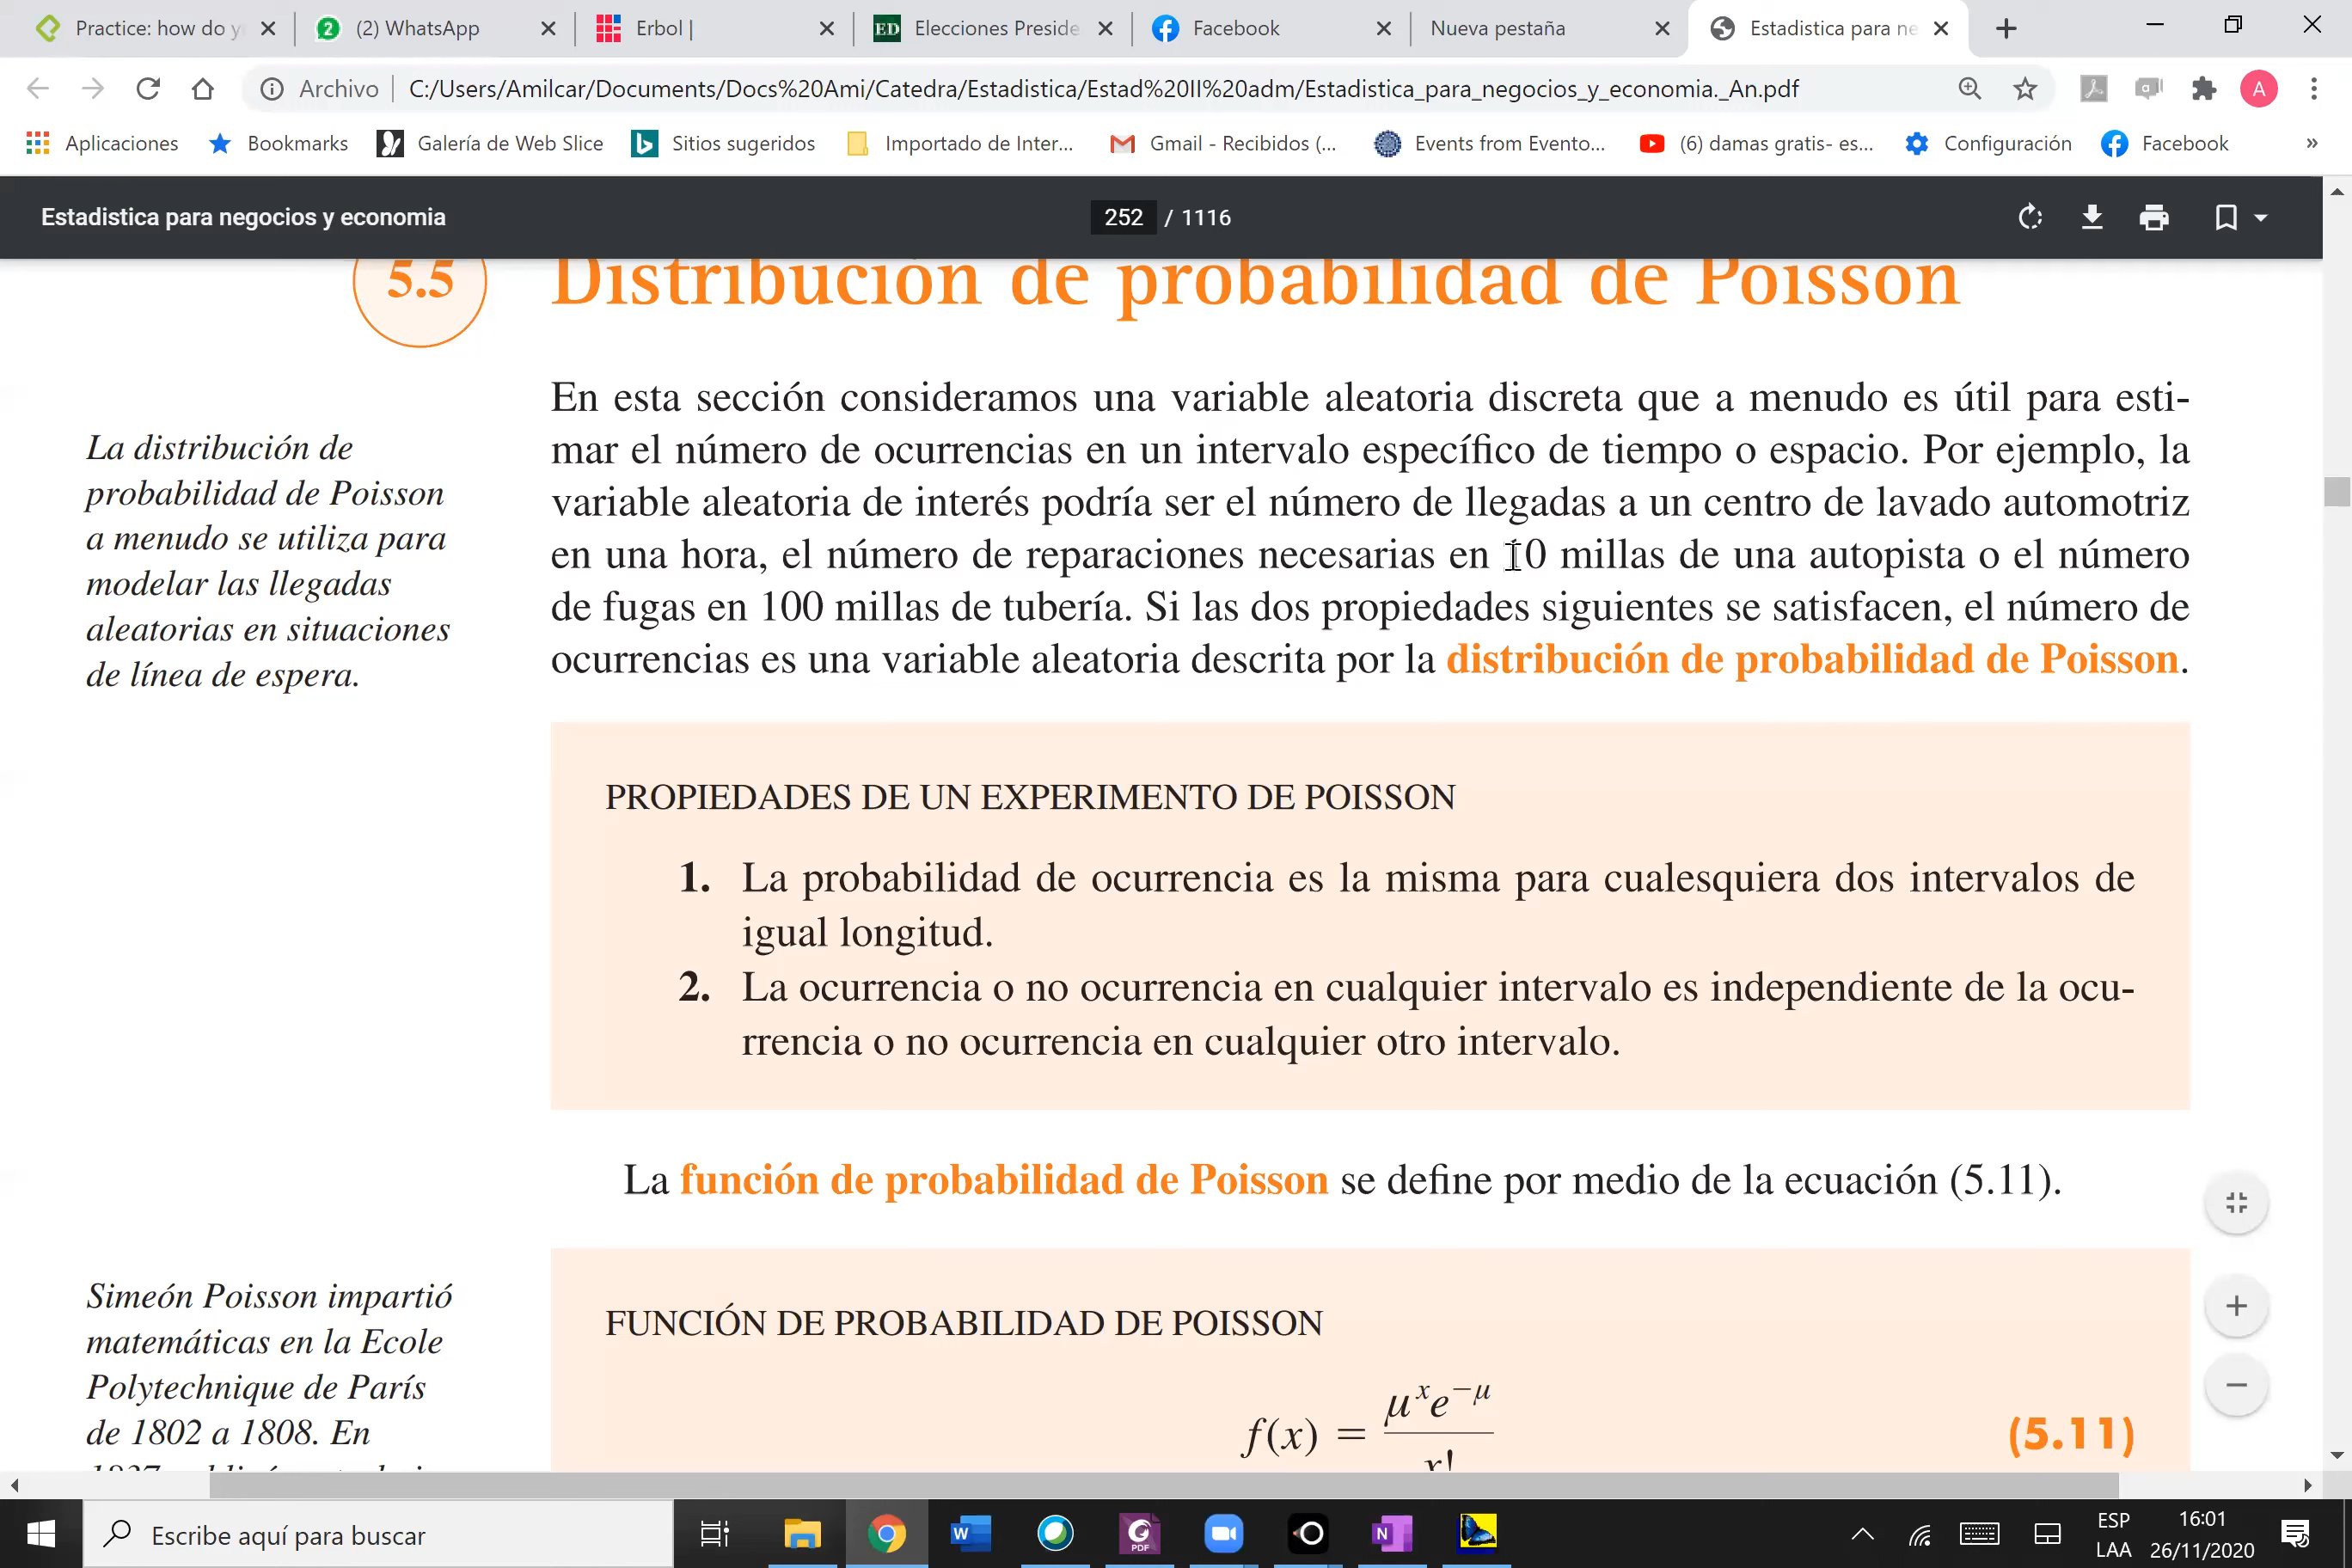 Practice: how do y
(2) WhatsApp
Erbol |
Elecciones Preside
Facebook
Nueva pestaña
Estadistica para ne
Archivo
C:/Users/Amilcar/Documents/Docs%20Ami/Catedra/Estadistica/Estad%20II%20adm/Estadistica_para_negocios_y_economia._An.pdf
A
Aplicaciones
Bookmarks
Galería de Web Slice
Sitios sugeridos
Importado de Inter...
Gmail - Recibidos (...
Events from Evento...
(6) damas gratis- es...
Configuración
Facebook
»
Estadistica para negocios y economia
252 / 1116
5.5 Distribución de probabilidad de Poisson
La distribución de
probabilidad de Poisson
a menudo se utiliza para
modelar las llegadas
aleatorias en situaciones
de línea de espera.
En esta sección consideramos una variable aleatoria discreta que a menudo es útil para esti-
mar el número de ocurrencias en un intervalo específico de tiempo o espacio. Por ejemplo, la
variable aleatoria de interés podría ser el número de llegadas a un centro de lavado automotriz
en una hora, el número de reparaciones necesarias en 10 millas de una autopista o el número
de fugas en 100 millas de tubería. Si las dos propiedades siguientes se satisfacen, el número de
ocurrencias es una variable aleatoria descrita por la distribución de probabilidad de Poisson.
PROPIEDADES DE UN EXPERIMENTO DE POISSON
1. La probabilidad de ocurrencia es la misma para cualesquiera dos intervalos de
igual longitud.
2. La ocurrencia o no ocurrencia en cualquier intervalo es independiente de la ocu-
rrencia o no ocurrencia en cualquier otro intervalo.
La función de probabilidad de Poisson se define por medio de la ecuación (5.11).
Simeón Poisson impartió
matemáticas en la Ecole
Polytechnique de París
de 1802 a 1808. En
FUNCIÓN DE PROBABILIDAD DE POISSON
f(x) = μˣe⁻μ / x! (5.11)
Escribe aquí para buscar
ESP
LAA
16:01
26/11/2020